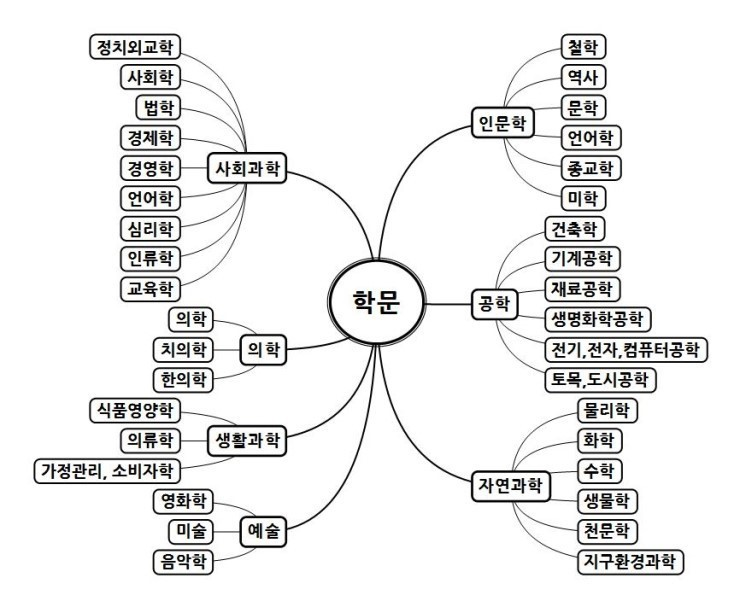 학문
사회과학
정치외교학
사회학
법학
경제학
경영학
언어학
심리학
인류학
교육학
의학
의학
치의학
한의학
생활과학
식품영양학
의류학
가정관리, 소비자학
예술
영화학
미술
음악학
인문학
철학
역사
문학
언어학
종교학
미학
공학
건축학
기계공학
재료공학
생명화학공학
전기,전자,컴퓨터공학
토목,도시공학
자연과학
물리학
화학
수학
생물학
천문학
지구환경과학